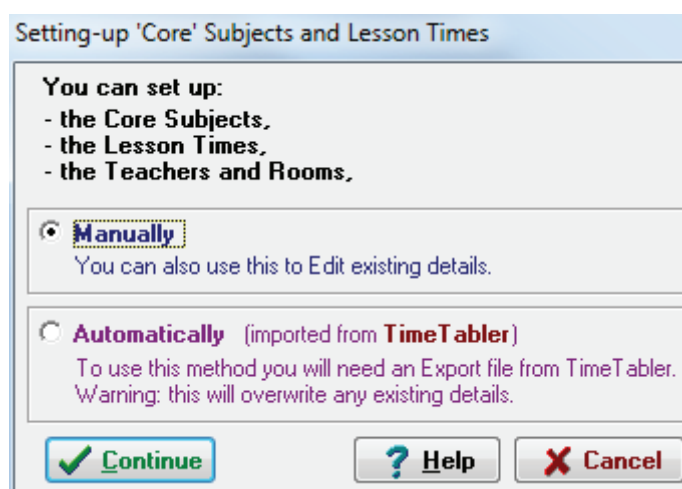 Setting-up 'Core' Subjects and Lesson Times
You can set up:
- the Core Subjects,
- the Lesson Times,
- the Teachers and Rooms,
Manually
You can also use this to Edit existing details.
Automatically (imported from TimeTabler)
To use this method you will need an Export file from TimeTabler.
Warning: this will overwrite any existing details.
Continue ? Help Cancel